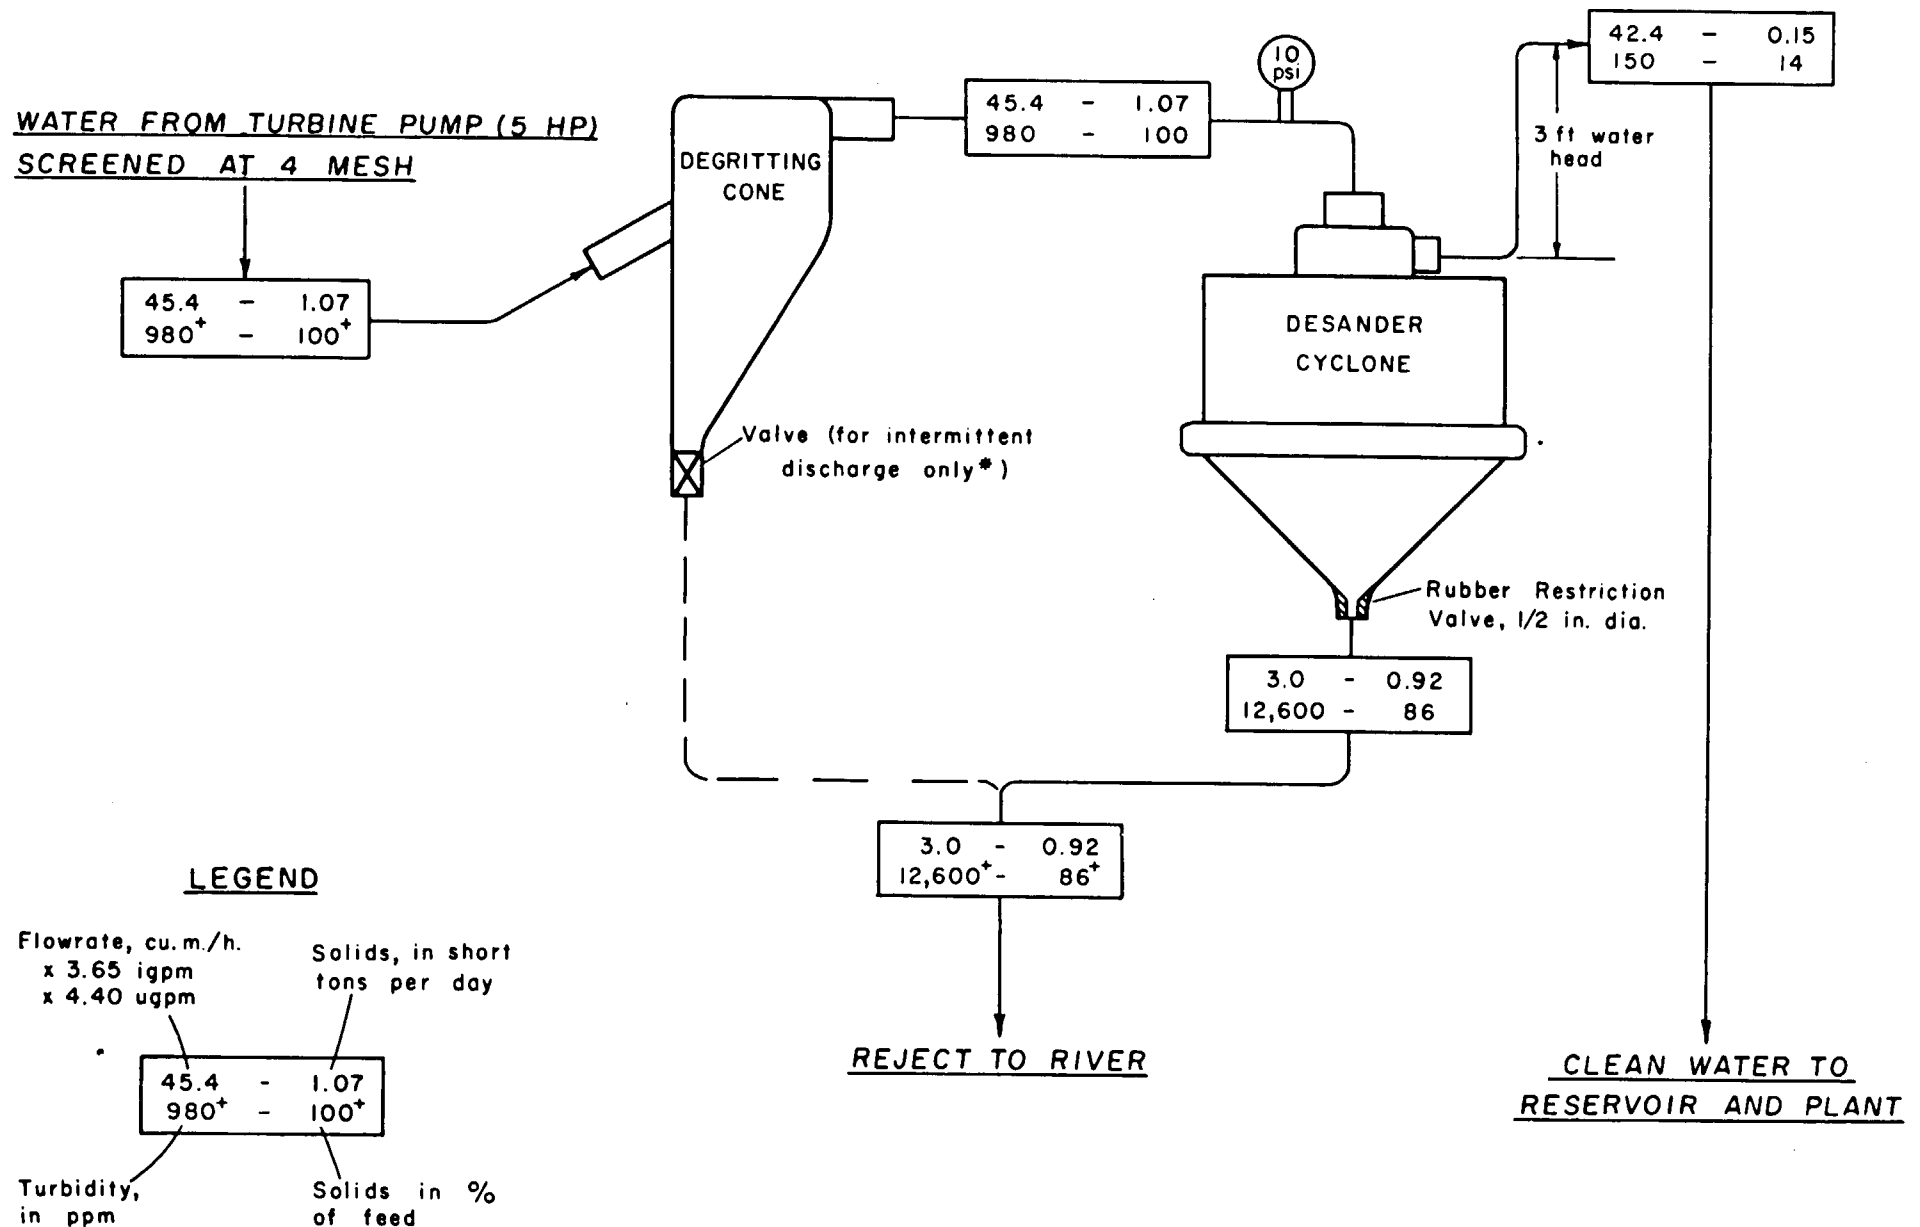 WATER FROM TURBINE PUMP (5 HP)
SCREENED AT 4 MESH
45.4 - 1.07
980+ - 100+
DEGRITTING
CONE
Valve (for intermittent
discharge only*)
45.4 - 1.07
980 - 100
10
psi
42.4 - 0.15
150 - 14
3 ft water
head
DESANDER
CYCLONE
Rubber Restriction
Valve, 1/2 in. dia.
3.0 - 0.92
12,600 - 86
3.0 - 0.92
12,600+ - 86+
REJECT TO RIVER
CLEAN WATER TO
RESERVOIR AND PLANT
LEGEND
Flowrate, cu.m./h.
x 3.65 igpm
x 4.40 ugpm
Solids, in short
tons per day
45.4 - 1.07
980+ - 100+
Turbidity,
in ppm
Solids in %
of feed